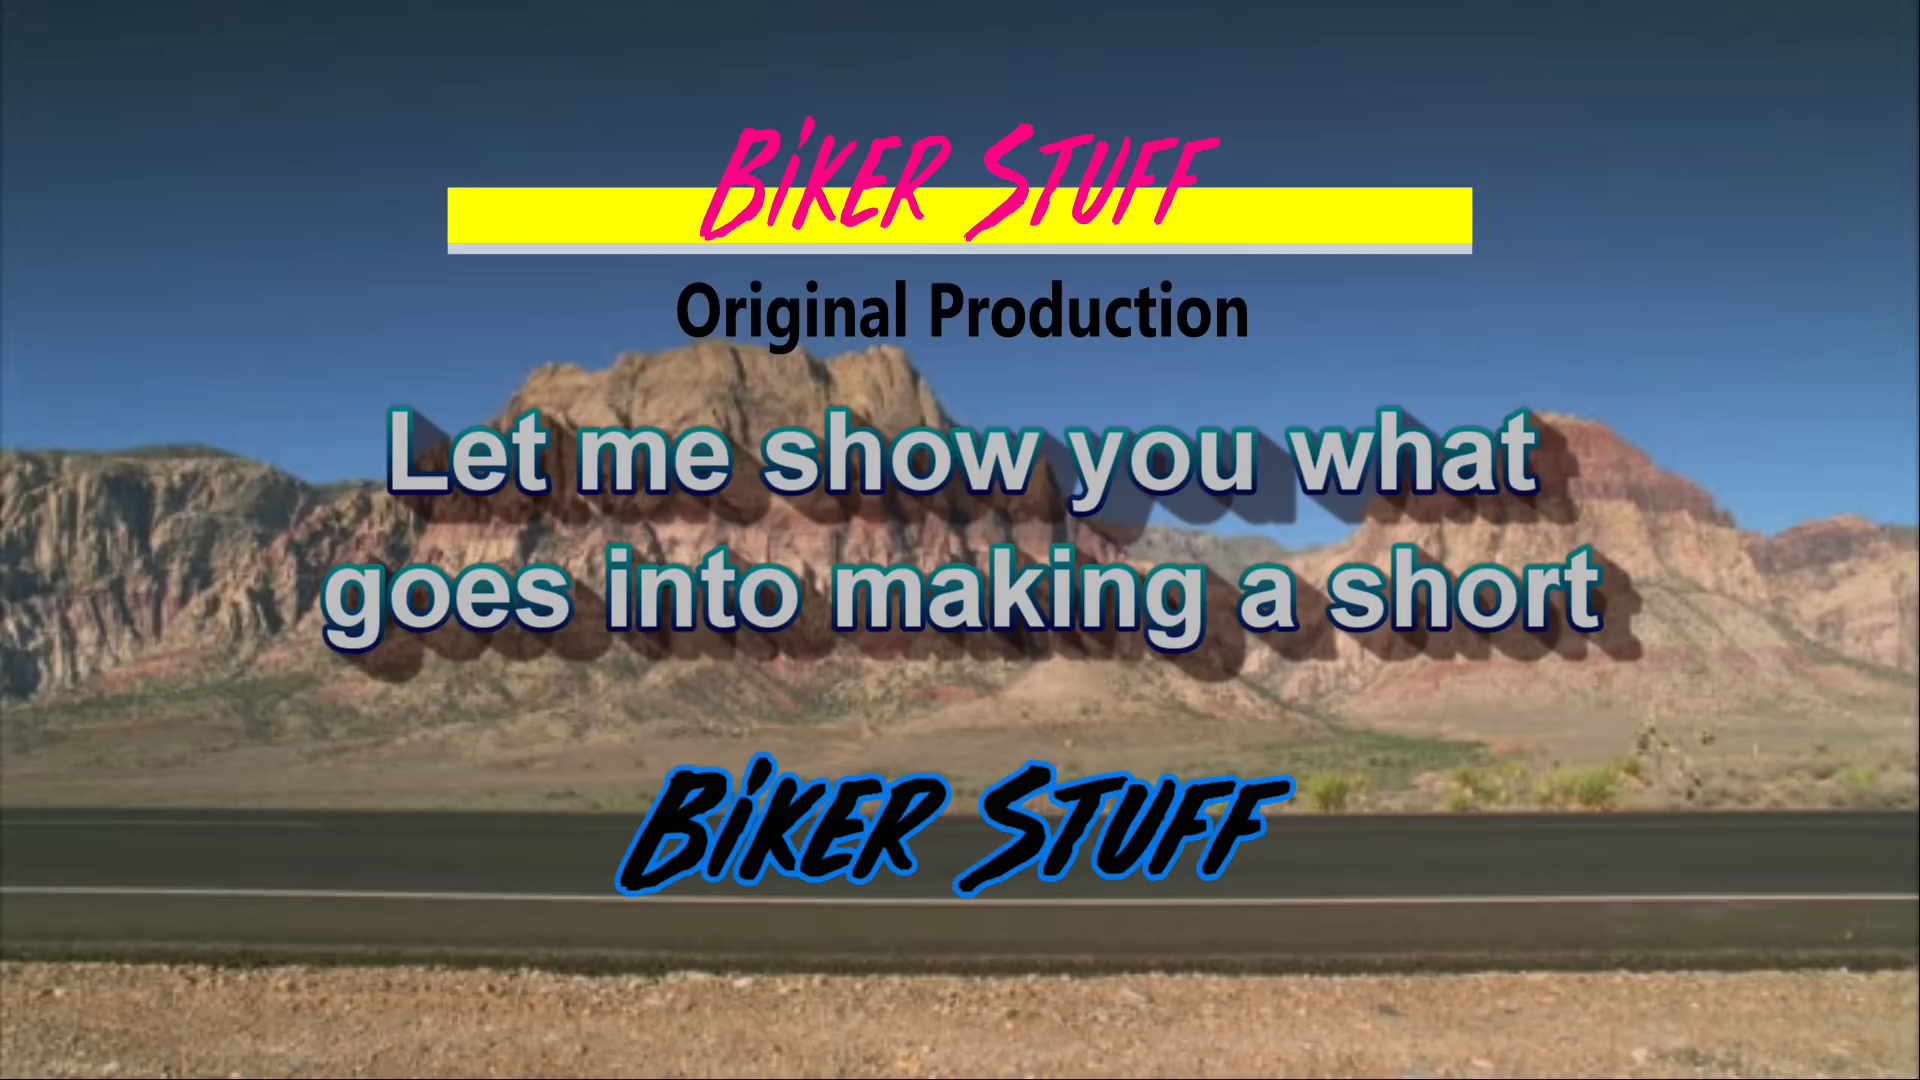 Biker Stuff
Original Production
Let me show you what
goes into making a short
Biker Stuff